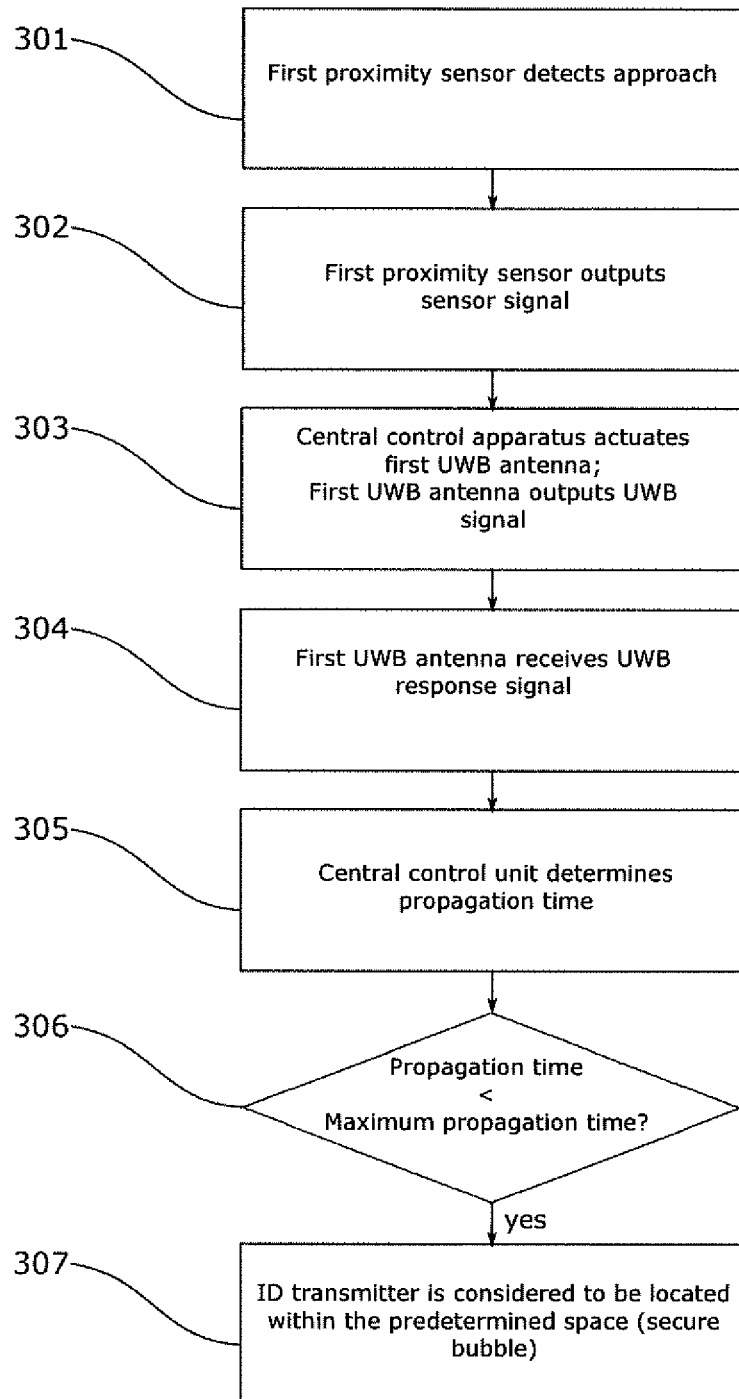 301
First proximity sensor detects approach
302
First proximity sensor outputs
sensor signal
303
Central control apparatus actuates
first UWB antenna;
First UWB antenna outputs UWB
signal
304
First UWB antenna receives UWB
response signal
305
Central control unit determines
propagation time
306
Propagation time
<
Maximum propagation time?
yes
307
ID transmitter is considered to be located
within the predetermined space (secure
bubble)